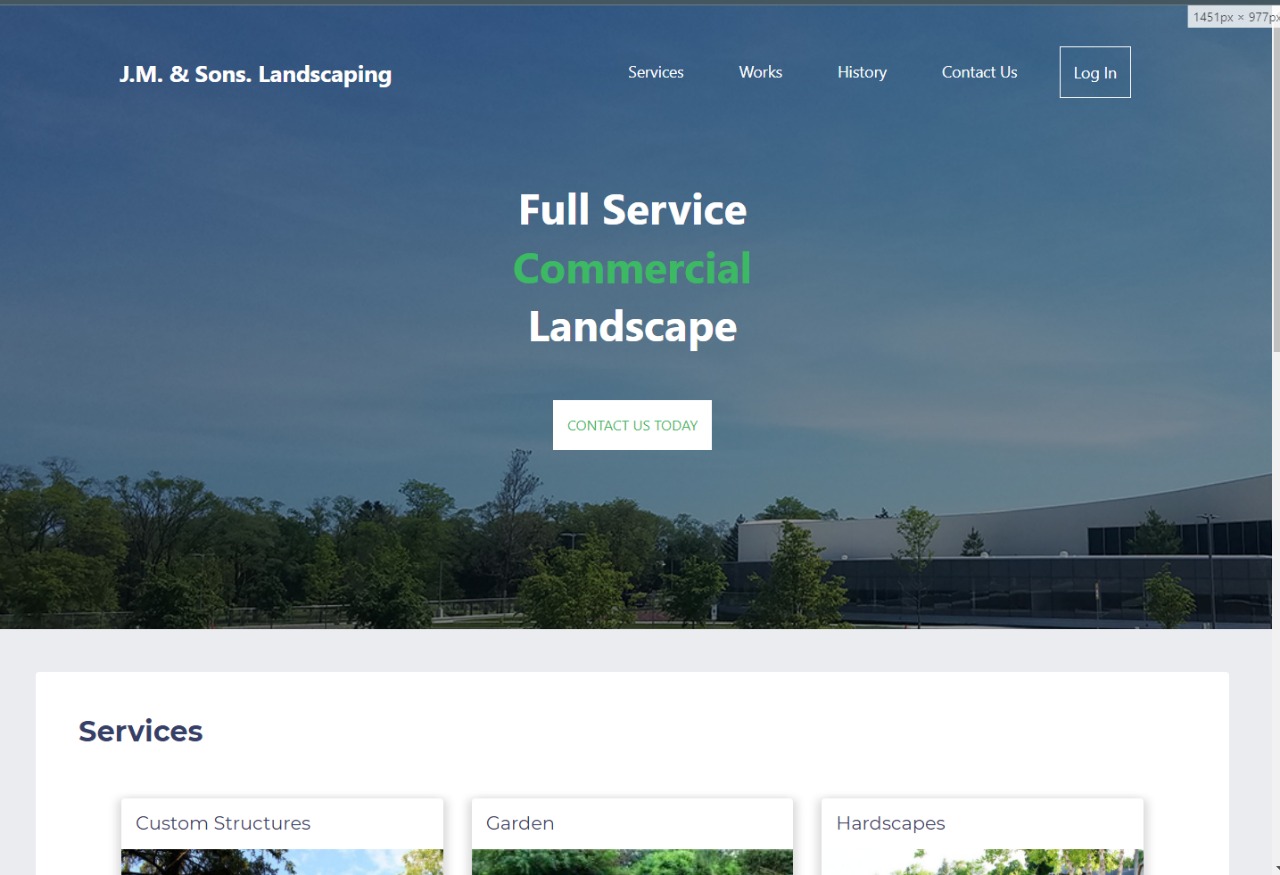 1451px × 977px
J.M. & Sons. Landscaping
Services
Works
History
Contact Us
Log In
Full Service
Commercial
Landscape
CONTACT US TODAY
Services
Custom Structures
Garden
Hardscapes